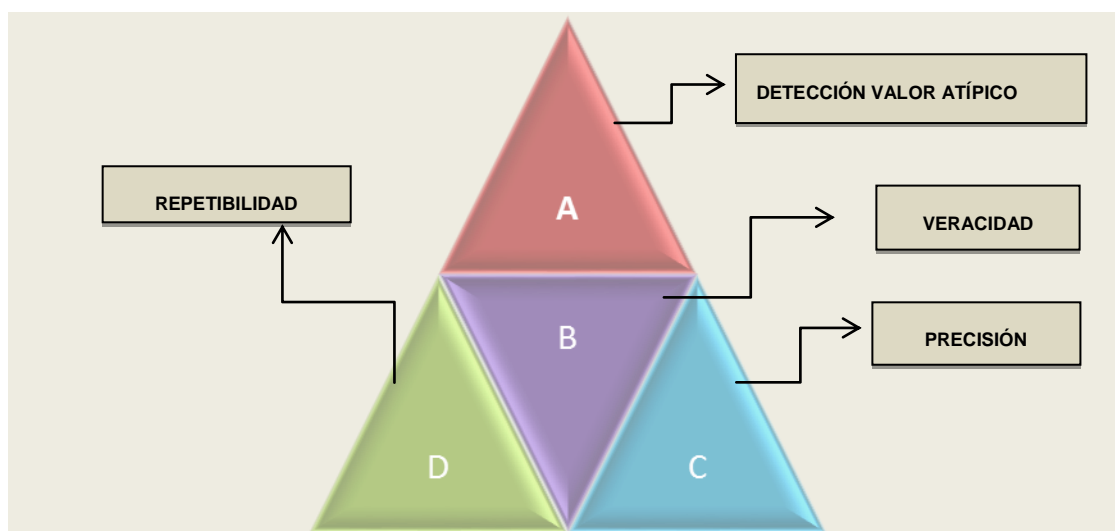 DETECCIÓN VALOR ATÍPICO
REPETIBILIDAD
A
VERACIDAD
B
PRECISIÓN
D
C